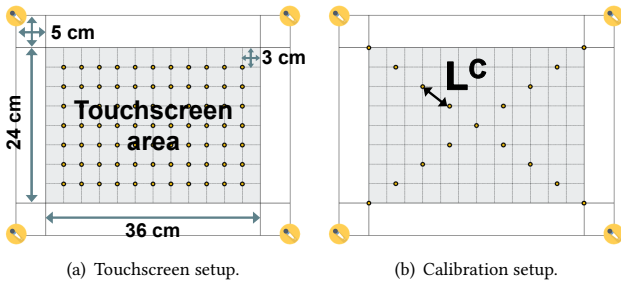 5 cm
3 cm
24 cm
Touchscreen
area
36 cm
L^C
(a) Touchscreen setup.
(b) Calibration setup.